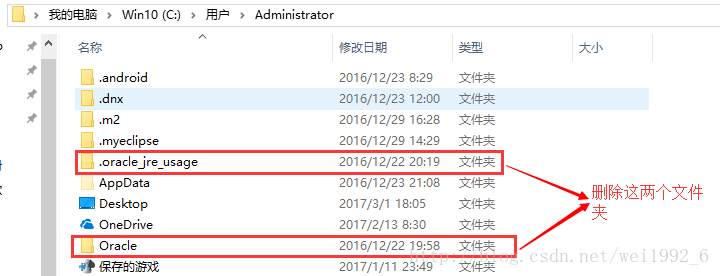 我的电脑 > Win10 (C:) > 用户 > Administrator
名称 修改日期 类型 大小
.android 2016/12/23 8:29 文件夹
.dnx 2016/12/23 12:00 文件夹
.m2 2016/12/29 16:28 文件夹
.myeclipse 2016/12/29 14:29 文件夹
.oracle_jre_usage 2016/12/22 20:19 文件夹
AppData 2016/12/23 21:08 文件夹
Desktop 2017/3/1 18:05 文件夹
删除这两个文件
夹
OneDrive 2017/2/13 8:30 文件夹
Oracle 2016/12/22 19:58 文件夹
http://blog.csdn.net/wei1992_6
保存的游戏 2017/1/11 23:49 文件夹